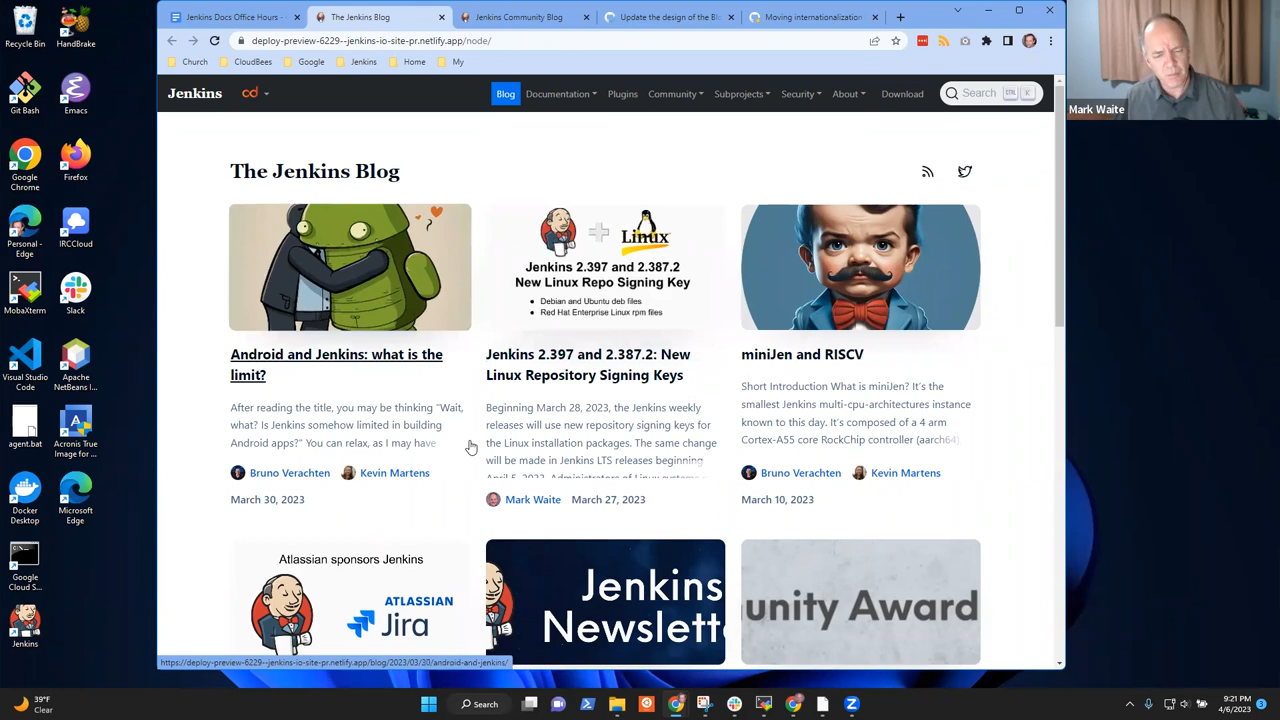 Recycle Bin
HandBrake
Git Bash
Emacs
Google
Chrome
Firefox
Personal -
Edge
IRCCloud
MobaXterm
Slack
Visual Studio
Code
Apache
NetBeans I...
agent.bat
Acronis True
Image for ...
Docker
Desktop
Microsoft
Edge
Google
Cloud S...
Jenkins
Jenkins Docs Office Hours -
The Jenkins Blog
Jenkins Community Blog
Update the design of the Blo
Moving internationalization
deploy-preview-6229--jenkins-io-site-pr.netlify.app/node/
Church
CloudBees
Google
Jenkins
Home
My
Mark Waite
Jenkins
cd
Blog
Documentation
Plugins
Community
Subprojects
Security
About
Download
Search
CTRL
K
The Jenkins Blog
Linux
Jenkins 2.397 and 2.387.2
New Linux Repo Signing Key
• Debian and Ubuntu deb files
• Red Hat Enterprise Linux rpm files
Android and Jenkins: what is the
limit?
After reading the title, you may be thinking "Wait,
what? Is Jenkins somehow limited in building
Android apps?" You can relax, as I may have
Bruno Verachten
Kevin Martens
March 30, 2023
Jenkins 2.397 and 2.387.2: New
Linux Repository Signing Keys
Beginning March 28, 2023, the Jenkins weekly
releases will use new repository signing keys for
the Linux installation packages. The same change
will be made in Jenkins LTS releases beginning
April 5, 2023. Administrators of Linux systems
Mark Waite
March 27, 2023
miniJen and RISCV
Short Introduction What is miniJen? It's the
smallest Jenkins multi-cpu-architectures instance
known to this day. It's composed of a 4 arm
Cortex-A55 core RockChip controller (aarch64),
Bruno Verachten
Kevin Martens
March 10, 2023
Atlassian sponsors Jenkins
ATLASSIAN
Jira
Jenkins
Newslett
unity Award
https://deploy-preview-6229--jenkins-io-site-pr.netlify.app/blog/2023/03/30/android-and-jenkins/
39°F
Clear
Search
9:21 PM
4/6/2023
3